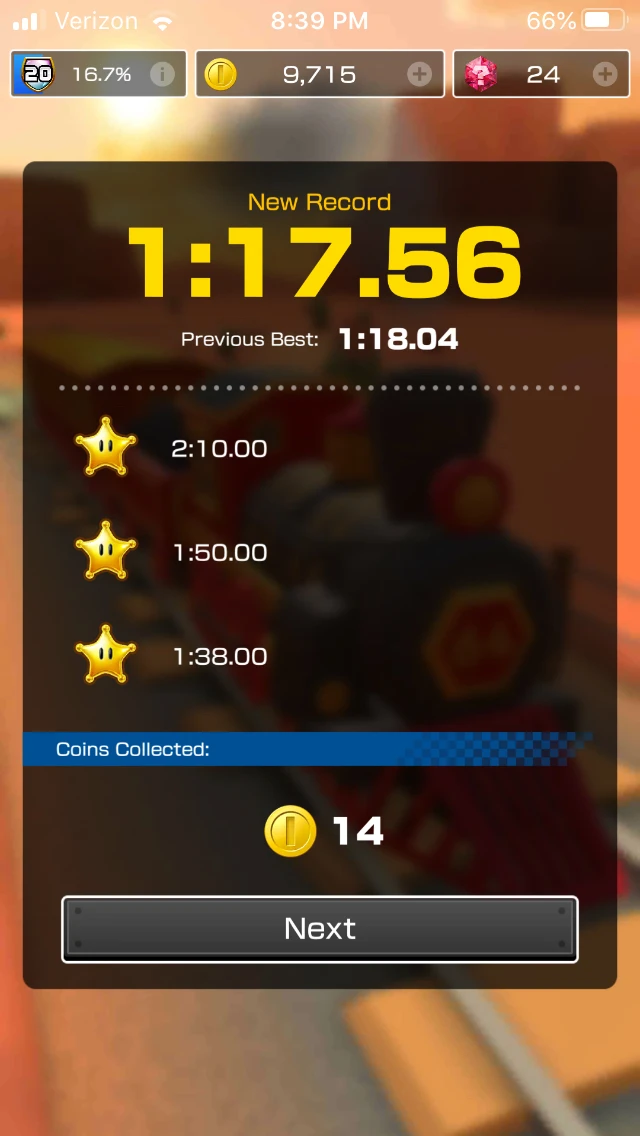 Verizon 8:39 PM 66%
20 16.7% i 9,715 + ? 24 +
New Record
1:17.56
Previous Best: 1:18.04
2:10.00
1:50.00
1:38.00
Coins Collected:
14
Next